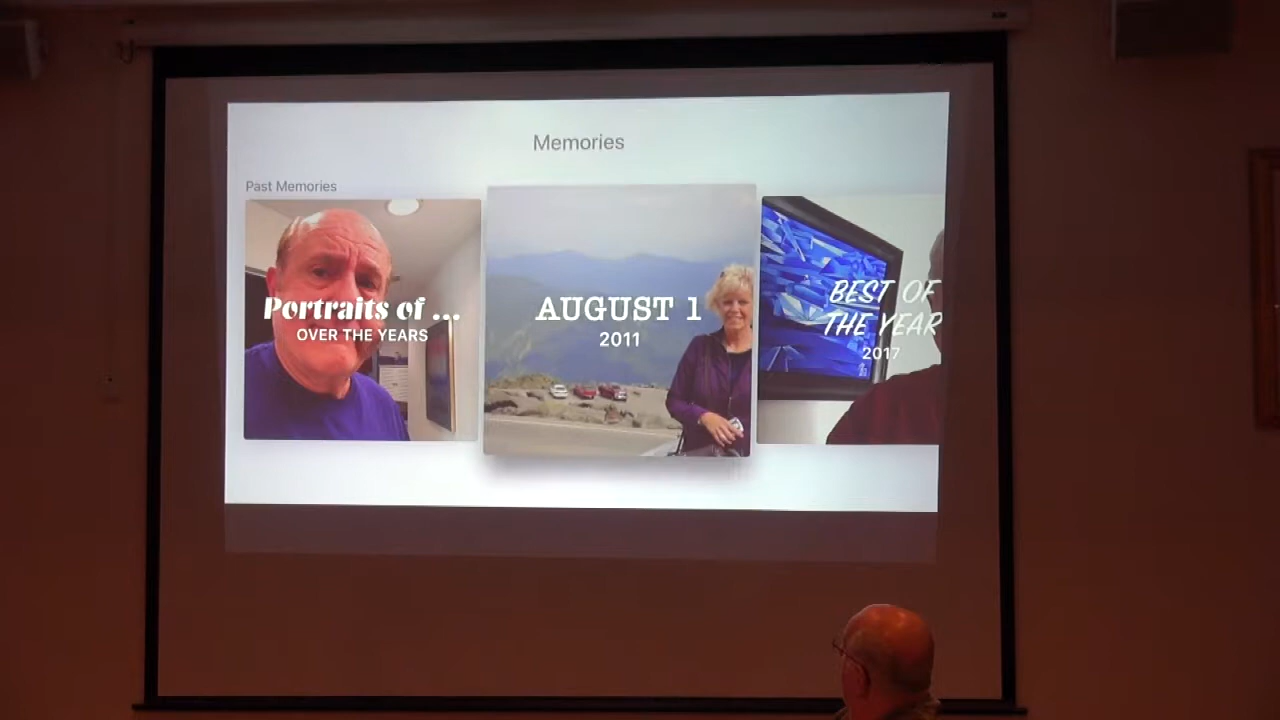 Memories
Past Memories
Portraits of ...
OVER THE YEARS
AUGUST 1
2011
BEST OF
THE YEAR
2017